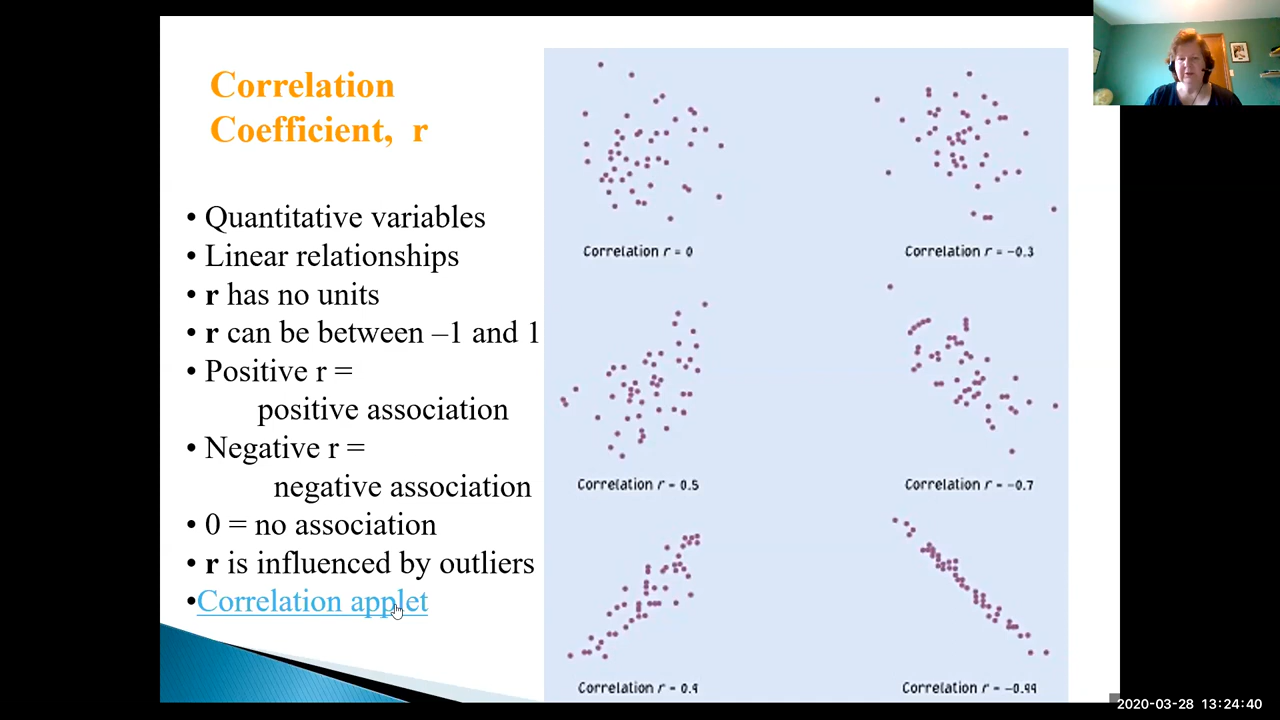 Correlation
Coefficient, r
• Quantitative variables
• Linear relationships
• r has no units
• r can be between –1 and 1
• Positive r =
positive association
• Negative r =
negative association
• 0 = no association
• r is influenced by outliers
•Correlation applet
Correlation r = 0
Correlation r = –0.3
Correlation r = 0.5
Correlation r = –0.7
Correlation r = 0.9
Correlation r = –0.99
2020-03-28 13:24:40